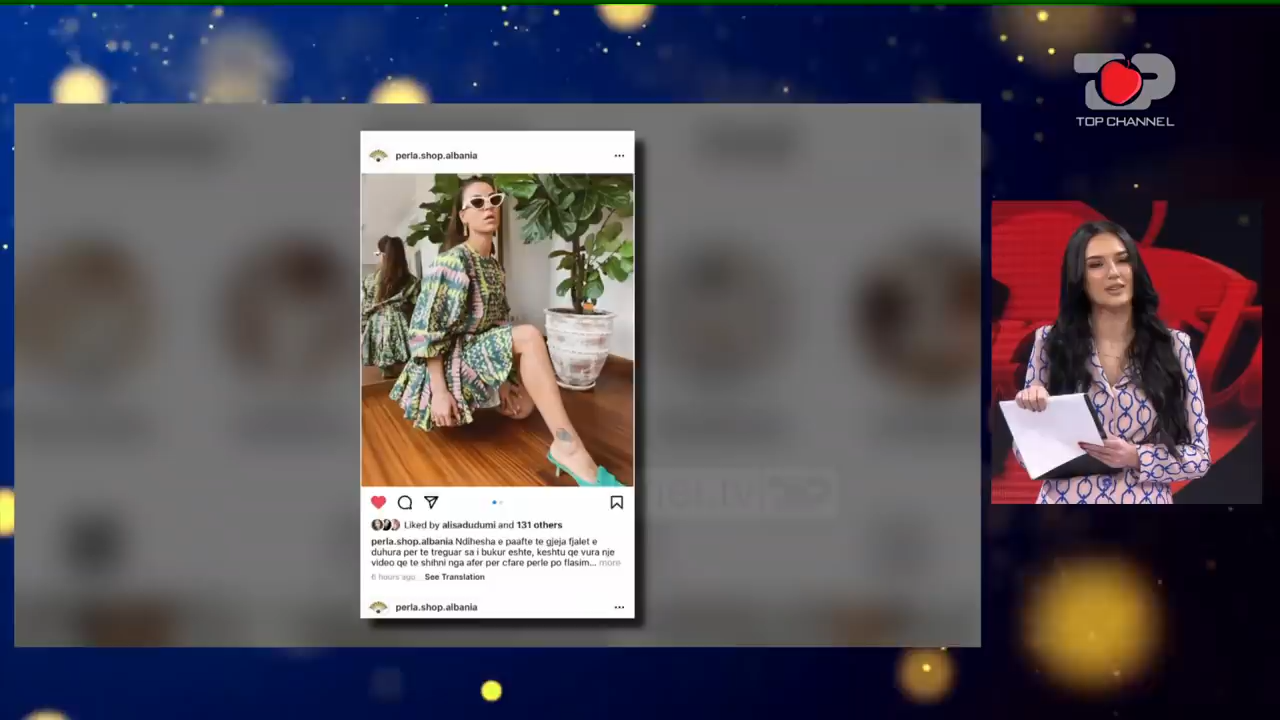 TOP
TOP CHANNEL
perla.shop.albania
Liked by alisadudumi and 131 others
perla.shop.albania Ndihesha e paafte te gjeja fjalet e
duhura per te treguar sa i bukur eshte, keshtu qe vura nje
video qe te shihni nga afer per cfare perle po flasim... more
6 hours ago See Translation
perla.shop.albania